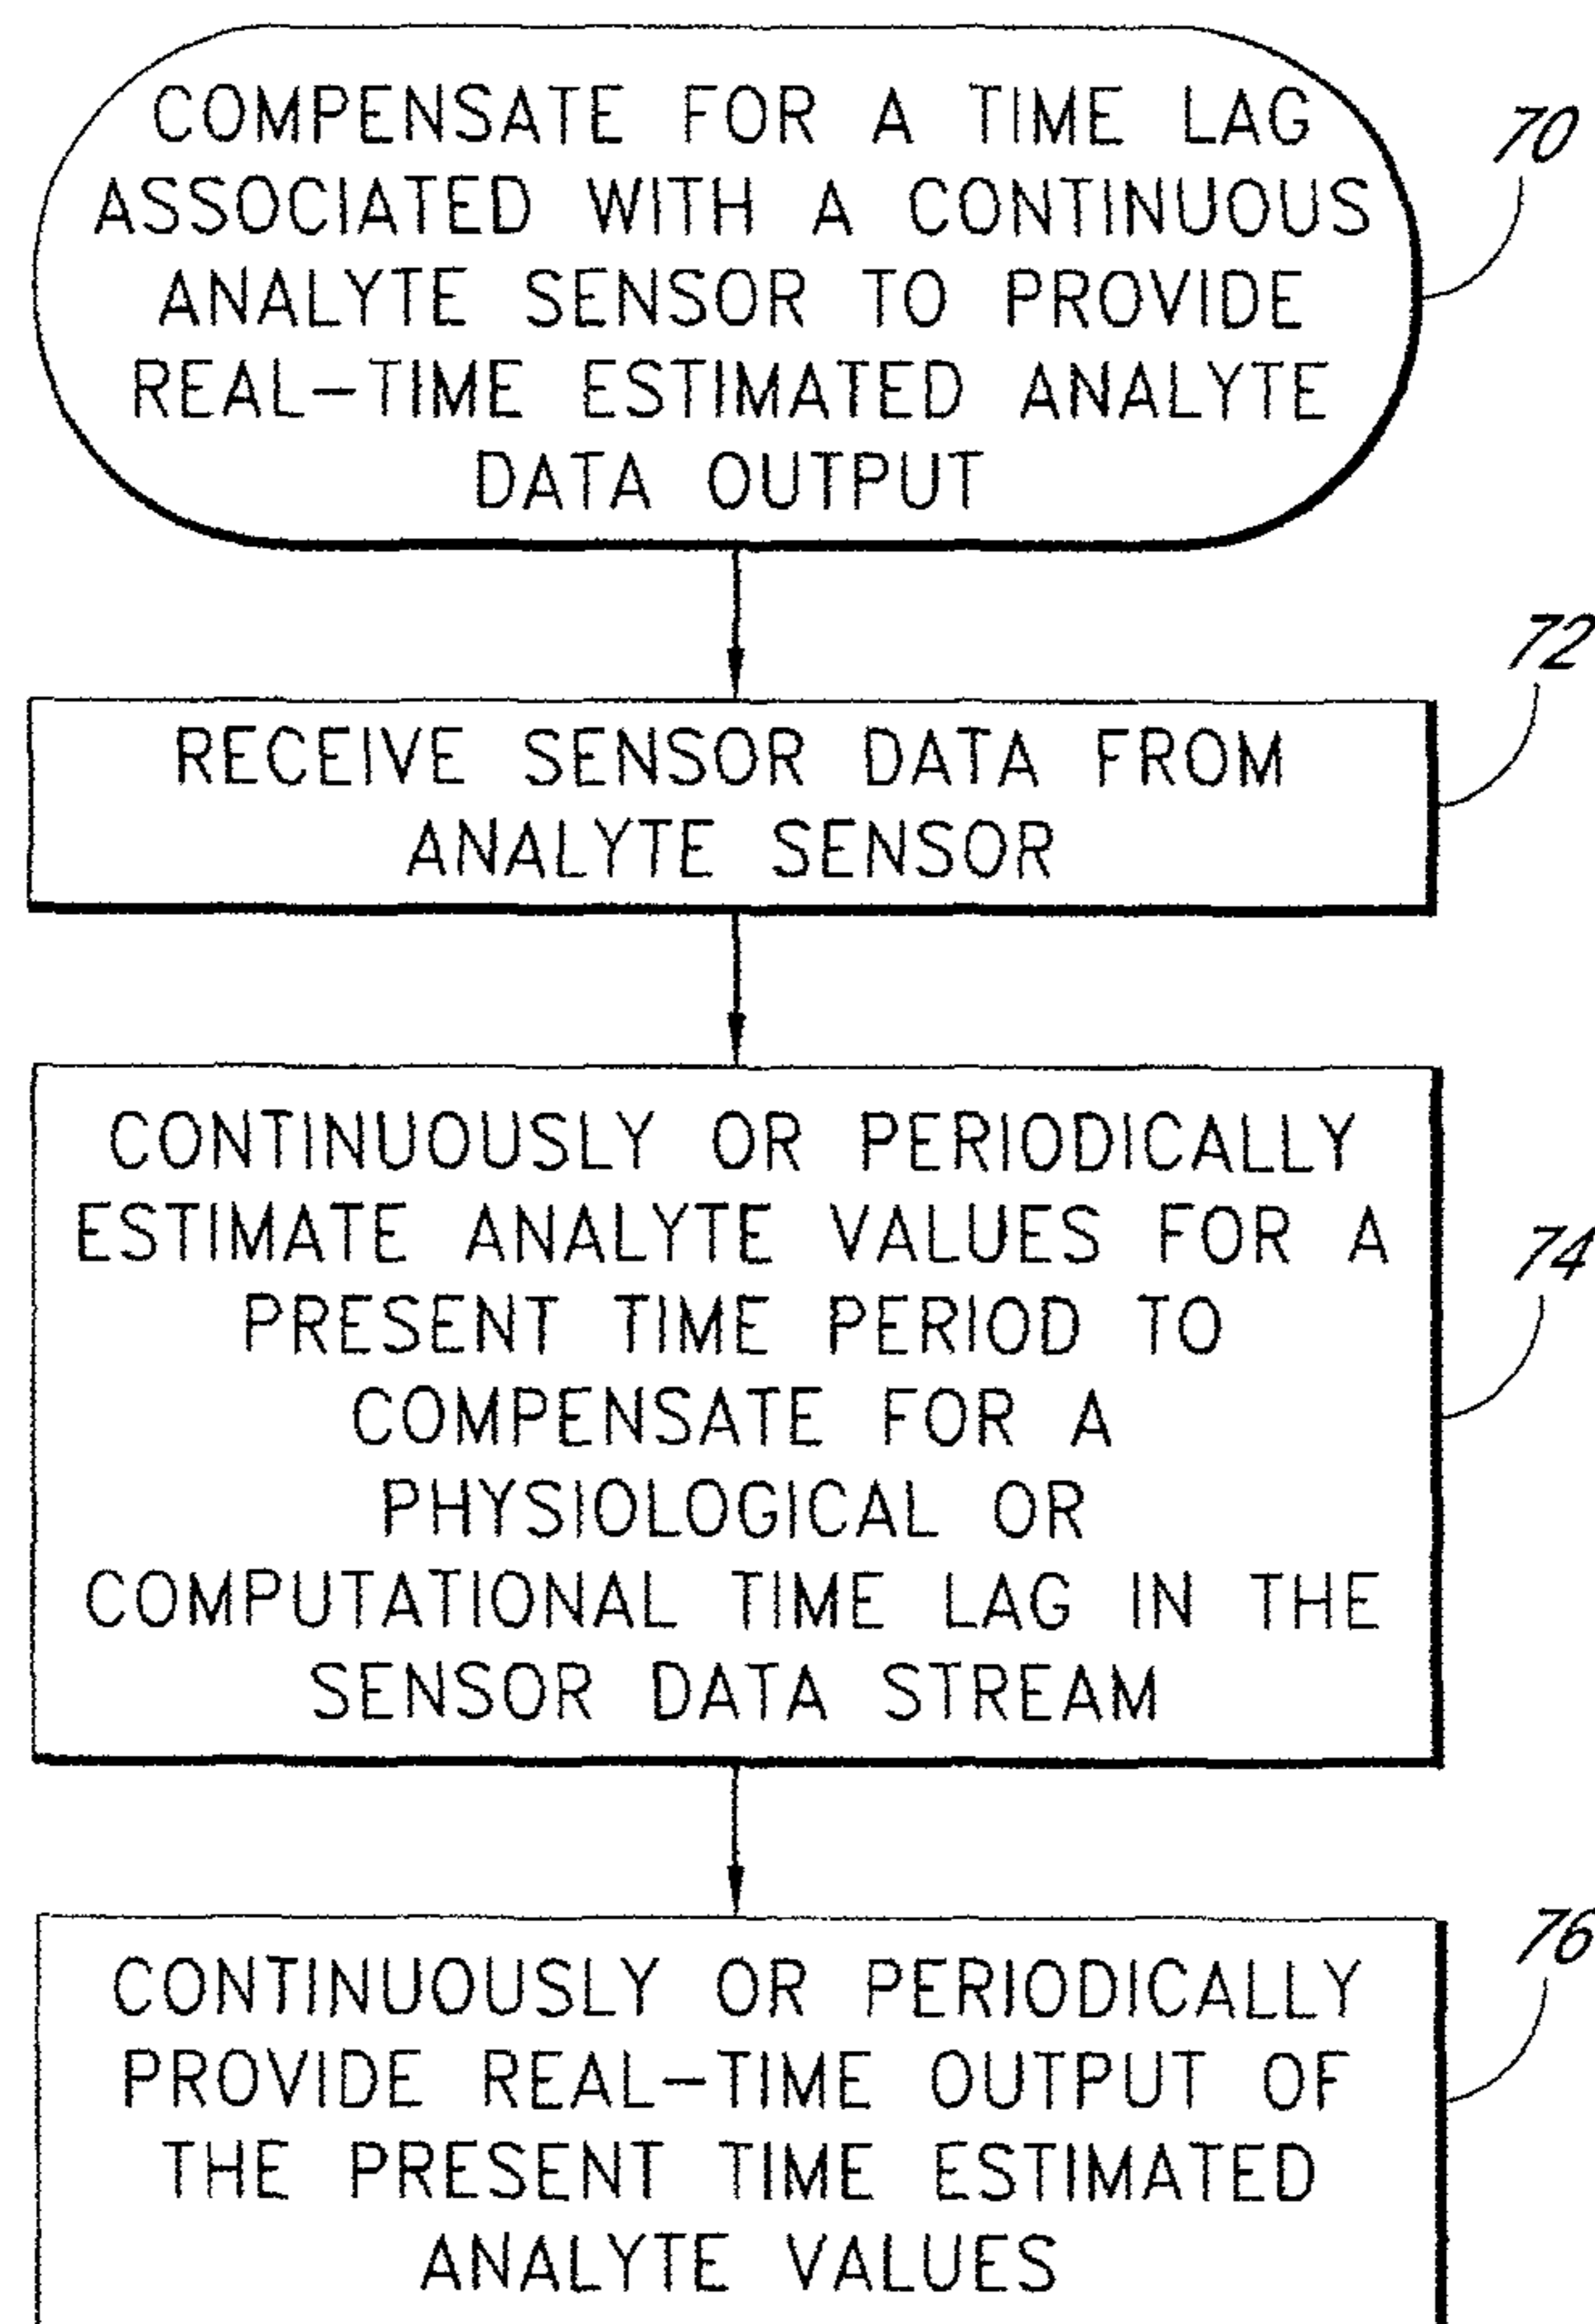 COMPENSATE FOR A TIME LAG
70
ASSOCIATED WITH A CONTINUOUS
ANALYTE SENSOR TO PROVIDE
REAL-TIME ESTIMATED ANALYTE
DATA OUTPUT
72
RECEIVE SENSOR DATA FROM
ANALYTE SENSOR
CONTINUOUSLY OR PERIODICALLY
ESTIMATE ANALYTE VALUES FOR A
74
PRESENT TIME PERIOD TO
COMPENSATE FOR A
PHYSIOLOGICAL OR
COMPUTATIONAL TIME LAG IN THE
SENSOR DATA STREAM
76
CONTINUOUSLY OR PERIODICALLY
PROVIDE REAL-TIME OUTPUT OF
THE PRESENT TIME ESTIMATED
ANALYTE VALUES